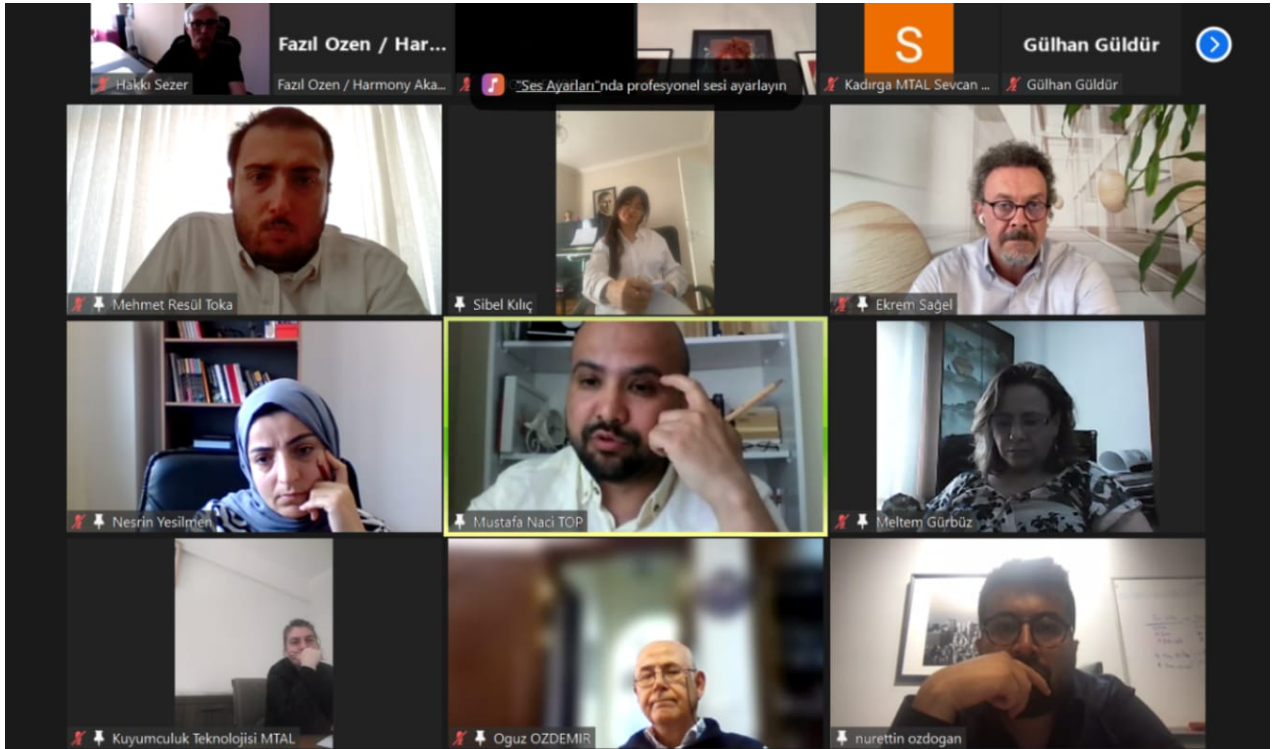 Fazıl Ozen / Har...
S
Gülhan Güldür
Hakkı Sezer
Fazıl Ozen / Harmony Aka...
"Ses Ayarları"nda profesyonel sesi ayarlayın
Kadırga MTAL Sevcan ...
Gülhan Güldür
Mehmet Resül Toka
Sibel Kılıç
Ekrem Sağel
Nesrin Yesilmen
Mustafa Naci TOP
Meltem Gürbüz
Kuyumculuk Teknolojisi MTAL
Oguz OZDEMIR
nurettin ozdogan